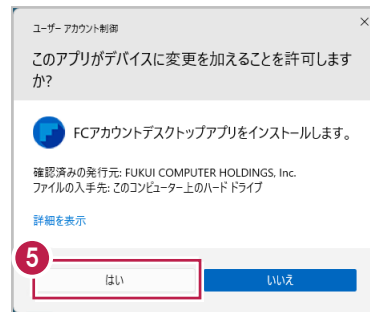 ユーザー アカウント制御
×
このアプリがデバイスに変更を加えることを許可します
か?
FCアカウントデスクトップアプリをインストールします。
確認済みの発行元: FUKUI COMPUTER HOLDINGS, Inc.
ファイルの入手先: このコンピューター上のハード ドライブ
詳細を表示
5
はい
いいえ